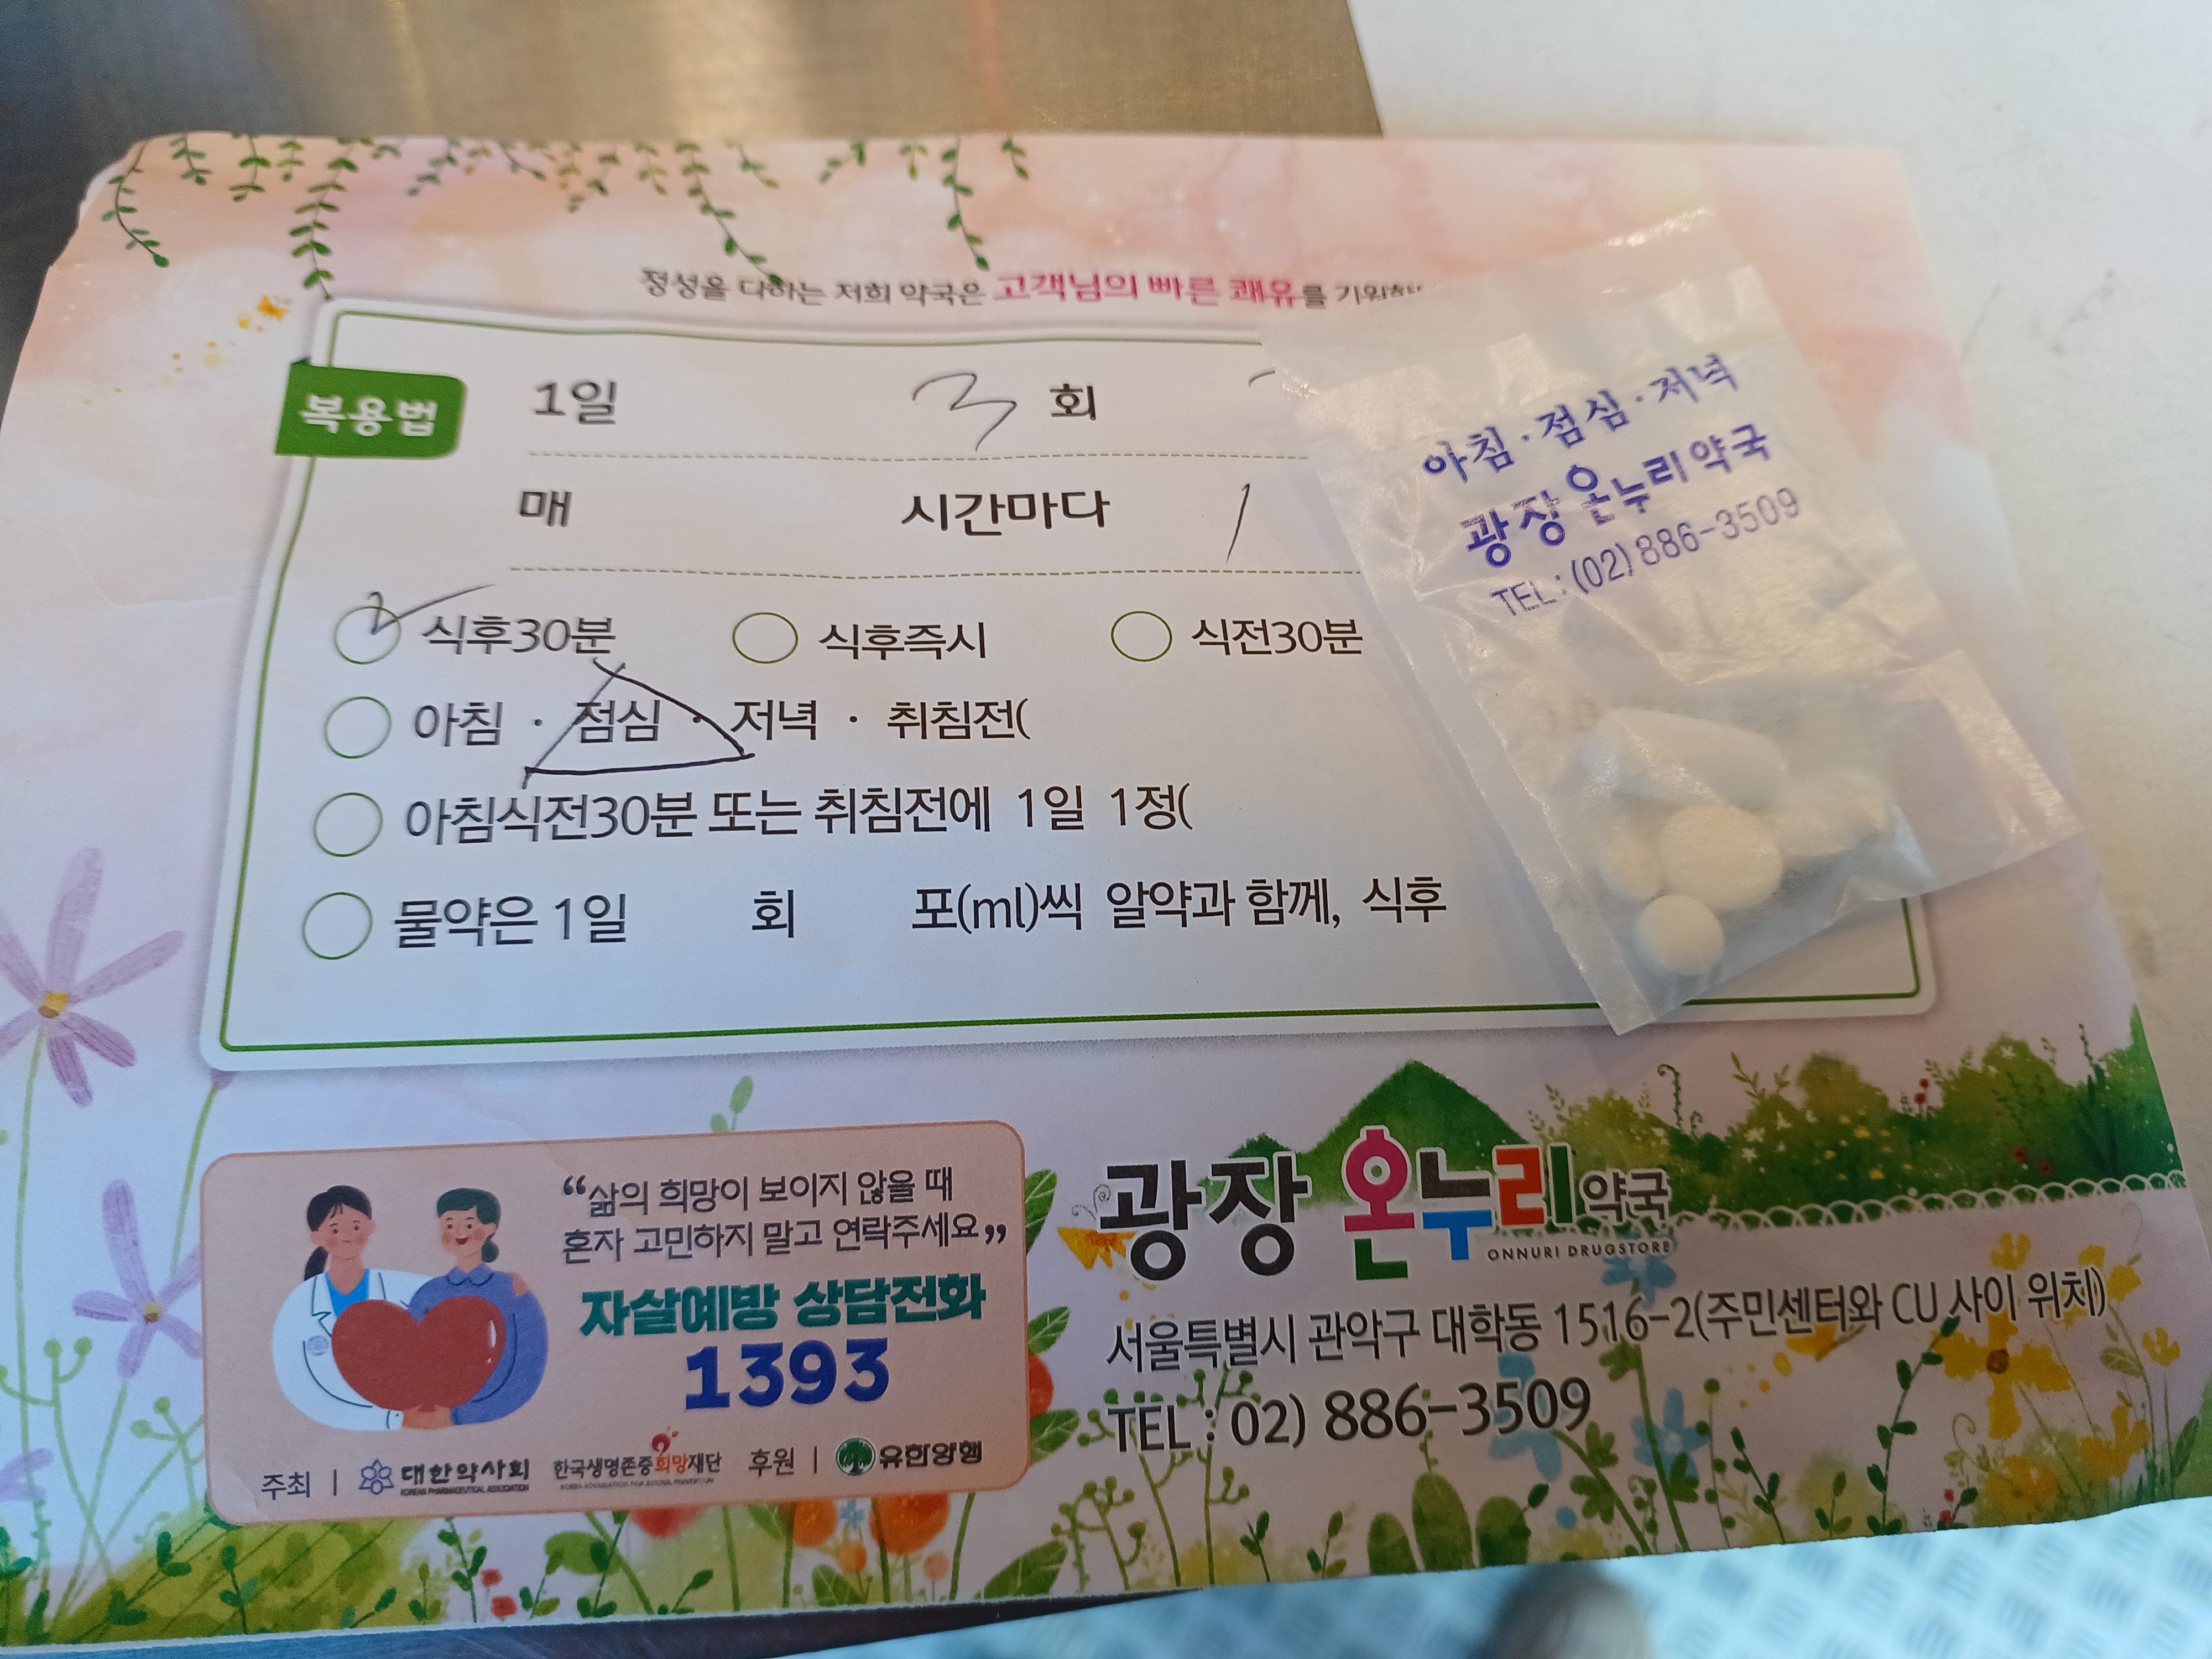 정성을 다하는 저희 약국은 고객님의 빠른 쾌유를
복용법
1일 3 회
매 시간마다 1
식후30분 식후즉시 식전30분
아침 · 점심 · 저녁 · 취침전(
아침식전30분 또는 취침전에 1일 1정(
물약은 1일 회 포(ml)씩 알약과 함께, 식후
아침·점심·저녁
광장온누리약국
TEL : (02) 886-3509
“삶의 희망이 보이지 않을 때
혼자 고민하지 말고 연락주세요”
자살예방 상담전화
1393
주최 | 대한약사회 한국생명존중희망재단 후원 | 유한양행
KOREAN PHARMACEUTICAL ASSOCIATION
광장 온누리약국
ONNURI DRUGSTORE
서울특별시 관악구 대학동 1516-2(주민센터와 CU 사이 위치)
TEL : 02) 886-3509